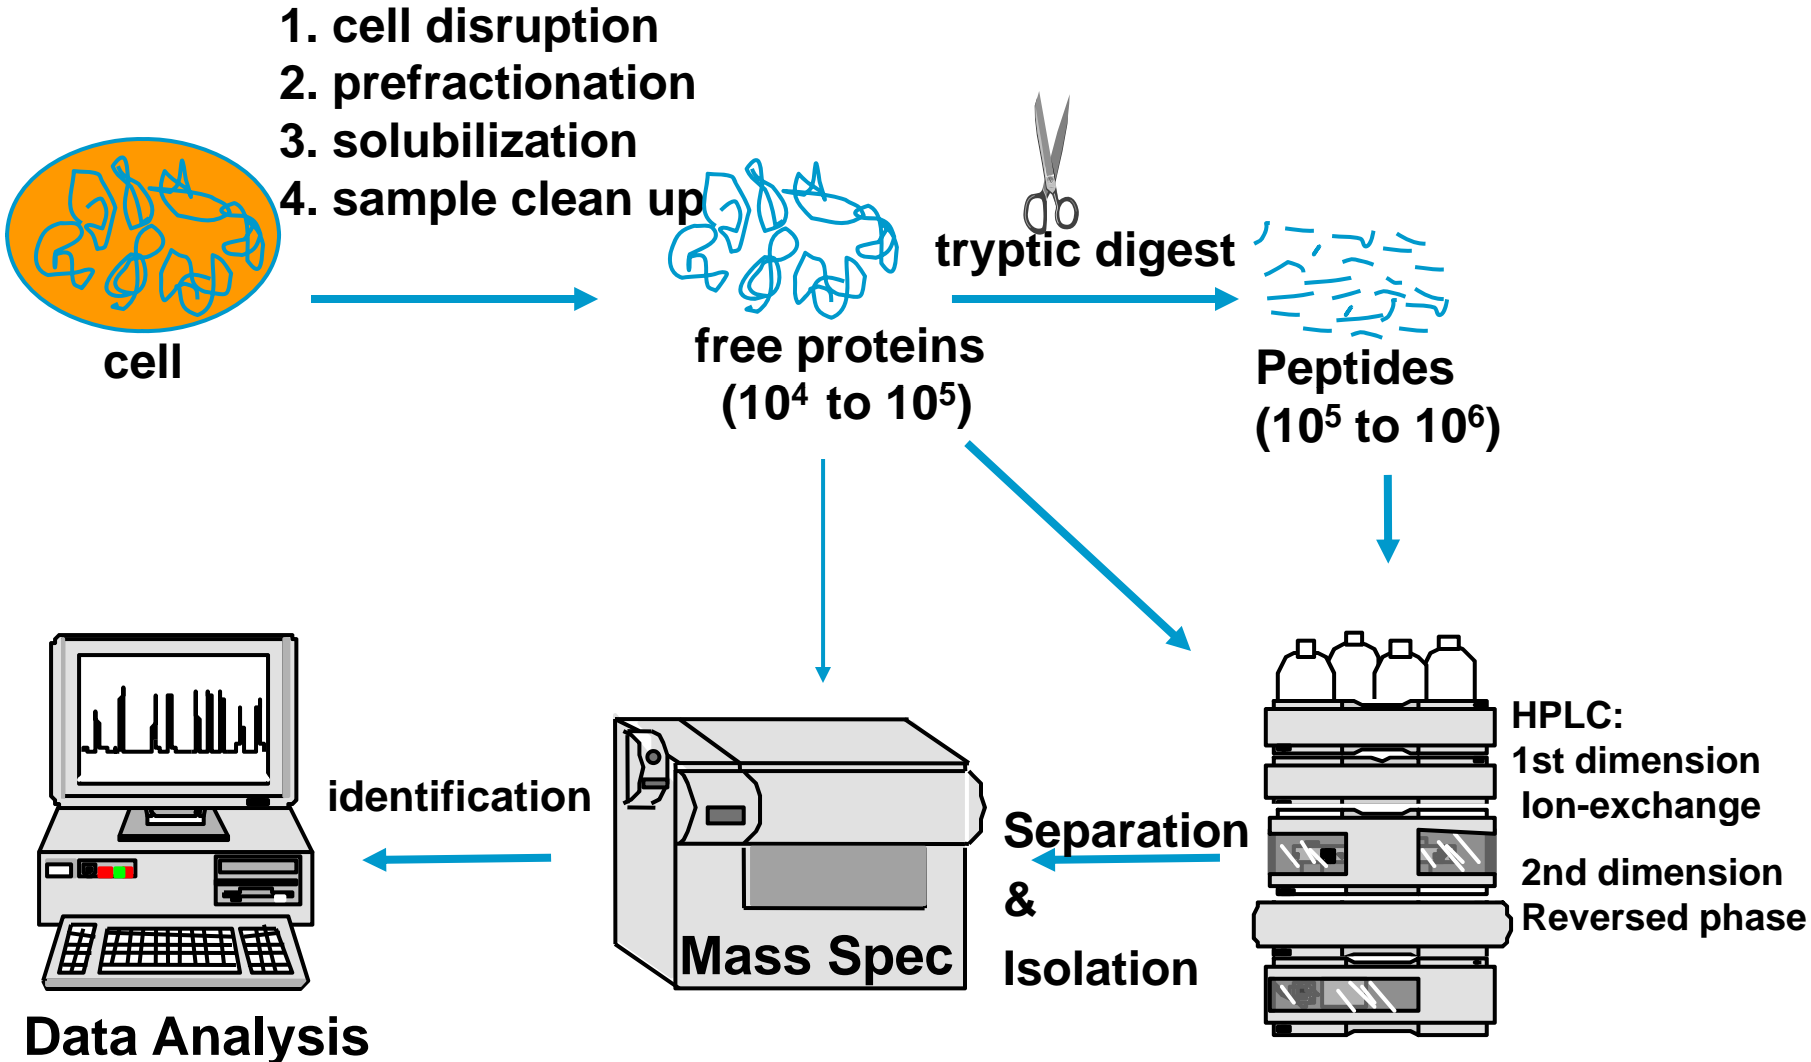 1. cell disruption
2. prefractionation
3. solubilization
4. sample clean up
tryptic digest
cell
free proteins
(10⁴ to 10⁵)
Peptides
(10⁵ to 10⁶)
HPLC:
1st dimension
Ion-exchange
2nd dimension
Reversed phase
Separation
&
Isolation
Mass Spec
identification
Data Analysis